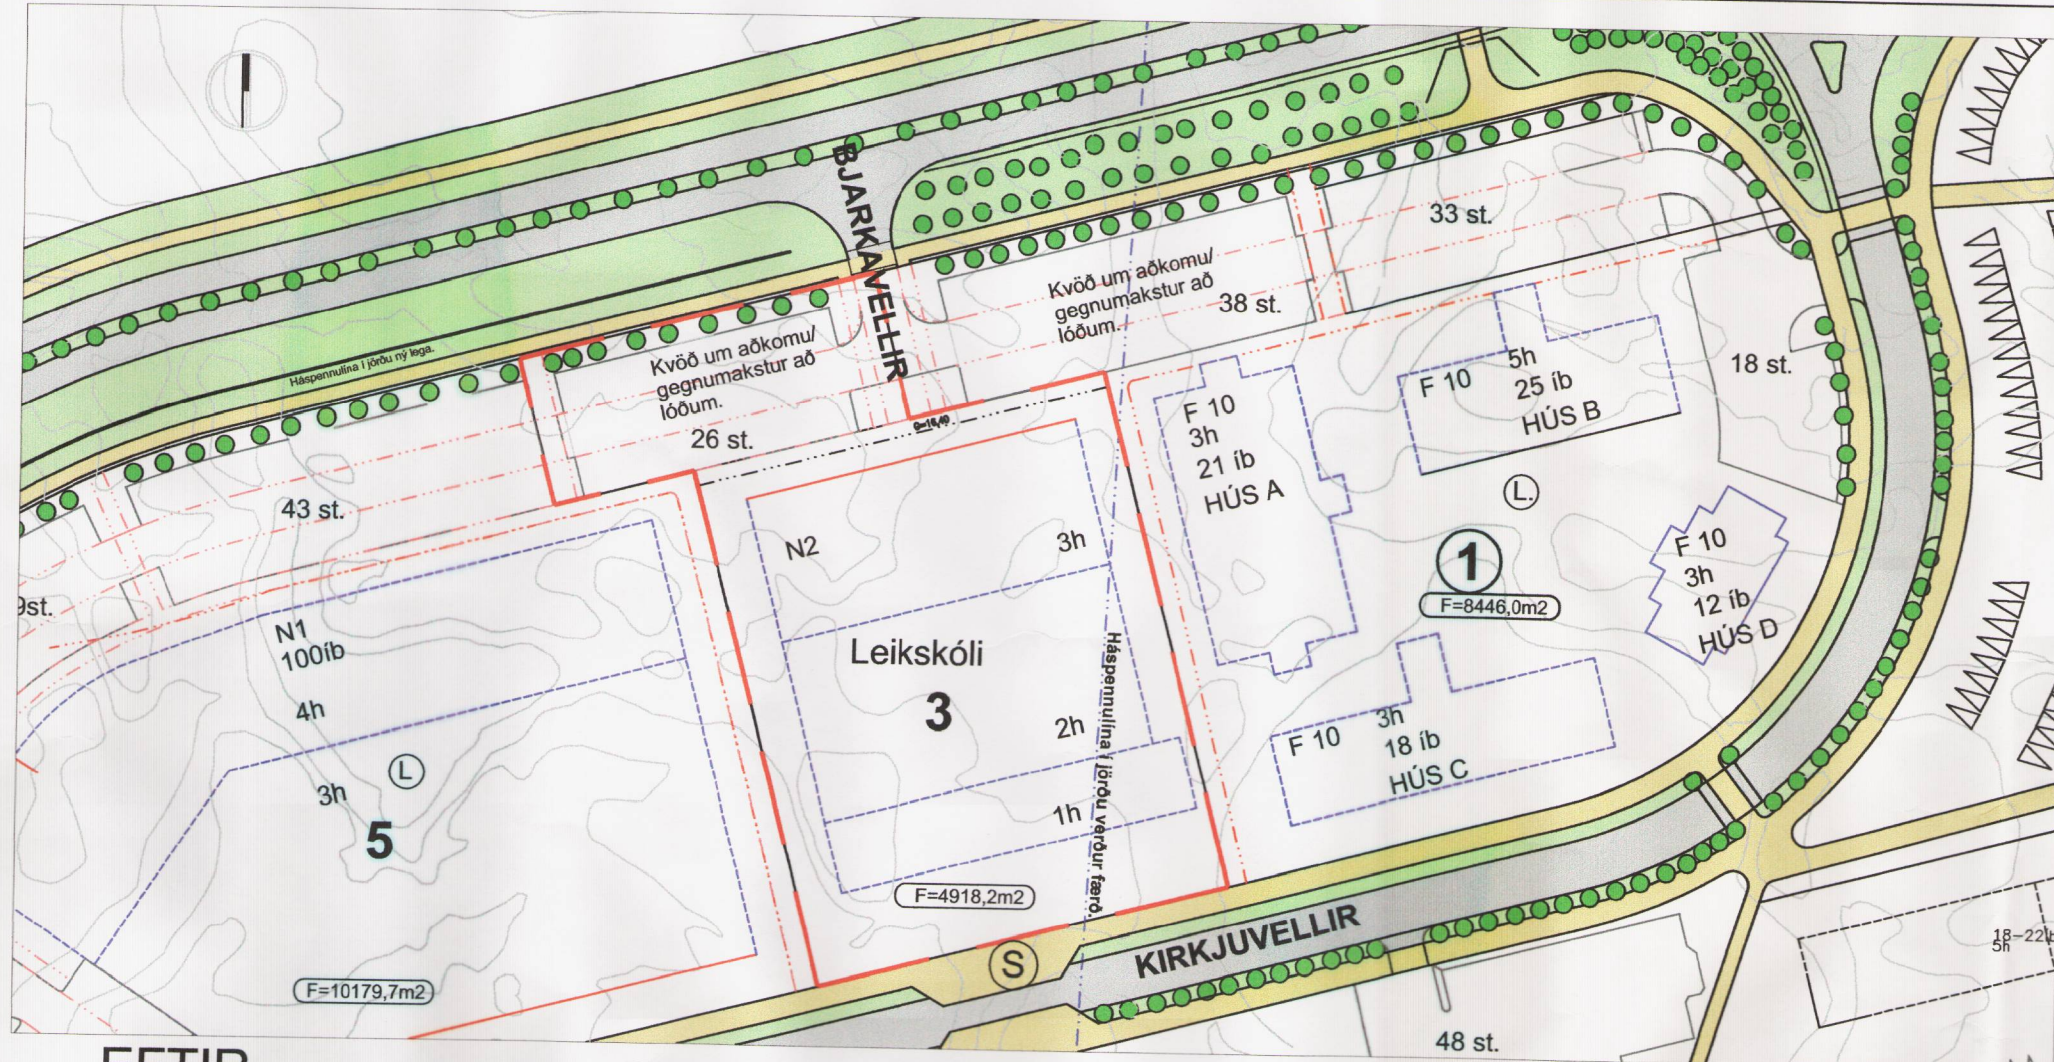 BJARKAVELLIR
33 st.
Kvöð um aðkomu/
gegnumakstur að
lóðum.
38 st.
Háspennulína í jörðu ný lega.
Kvöð um aðkomu/
gegnumakstur að
lóðum.
26 st.
18 st.
F 10
5h
25 íb
HÚS B
F 10
3h
21 íb
HÚS A
L.
43 st.
N2
3h
1
F=8446,0m2
F 10
3h
12 íb
HÚS D
9st.
N1
100íb
4h
L
3h
5
F=10179,7m2
Leikskóli
3
2h
1h
Háspennulína í jörðu verður færð.
F=4918,2m2
F 10
3h
18 íb
HÚS C
S
KIRKJUVELLIR
48 st.
5h
EFTIR